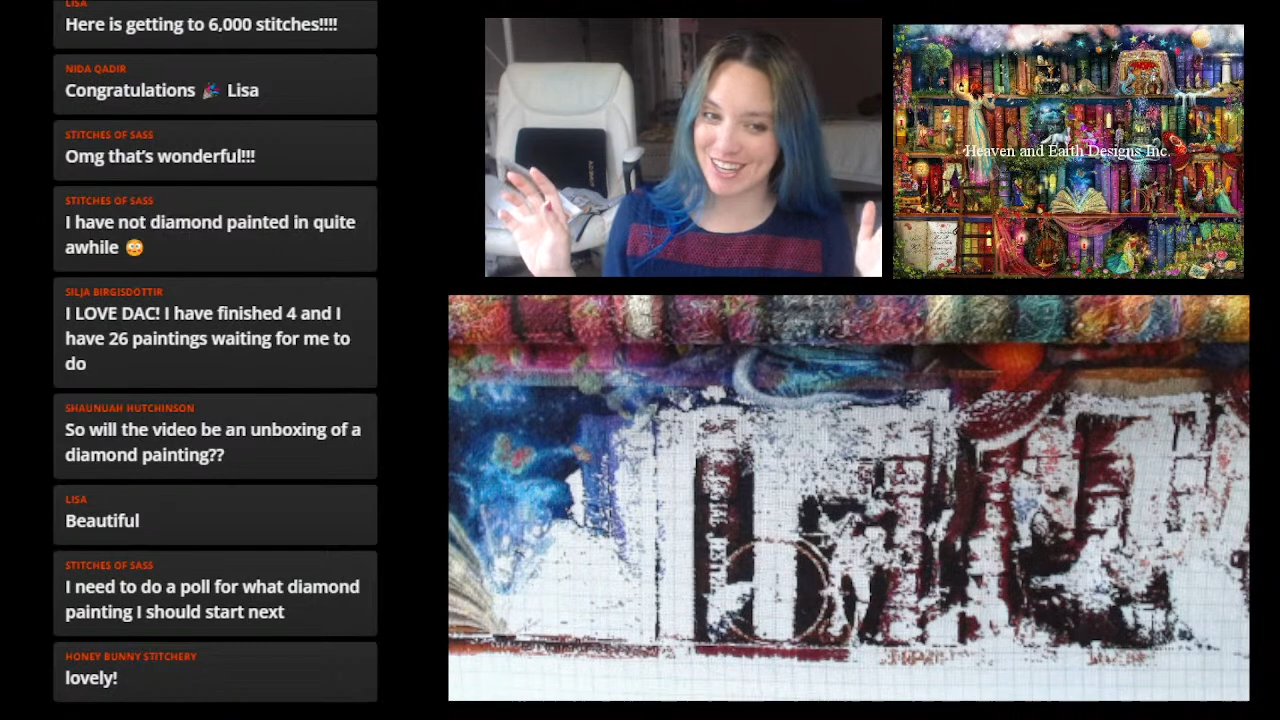 LISA
Here is getting to 6,000 stitches!!!!
NIDA QADIR
Congratulations 🎉 Lisa
STITCHES OF SASS
Omg that's wonderful!!!
STITCHES OF SASS
I have not diamond painted in quite
awhile 😳
SILJA BIRGISDÓTTIR
I LOVE DAC! I have finished 4 and I
have 26 paintings waiting for me to
do
SHAUNUAH HUTCHINSON
So will the video be an unboxing of a
diamond painting??
LISA
Beautiful
STITCHES OF SASS
I need to do a poll for what diamond
painting I should start next
HONEY BUNNY STITCHERY
lovely!
Heaven and Earth Designs Inc.